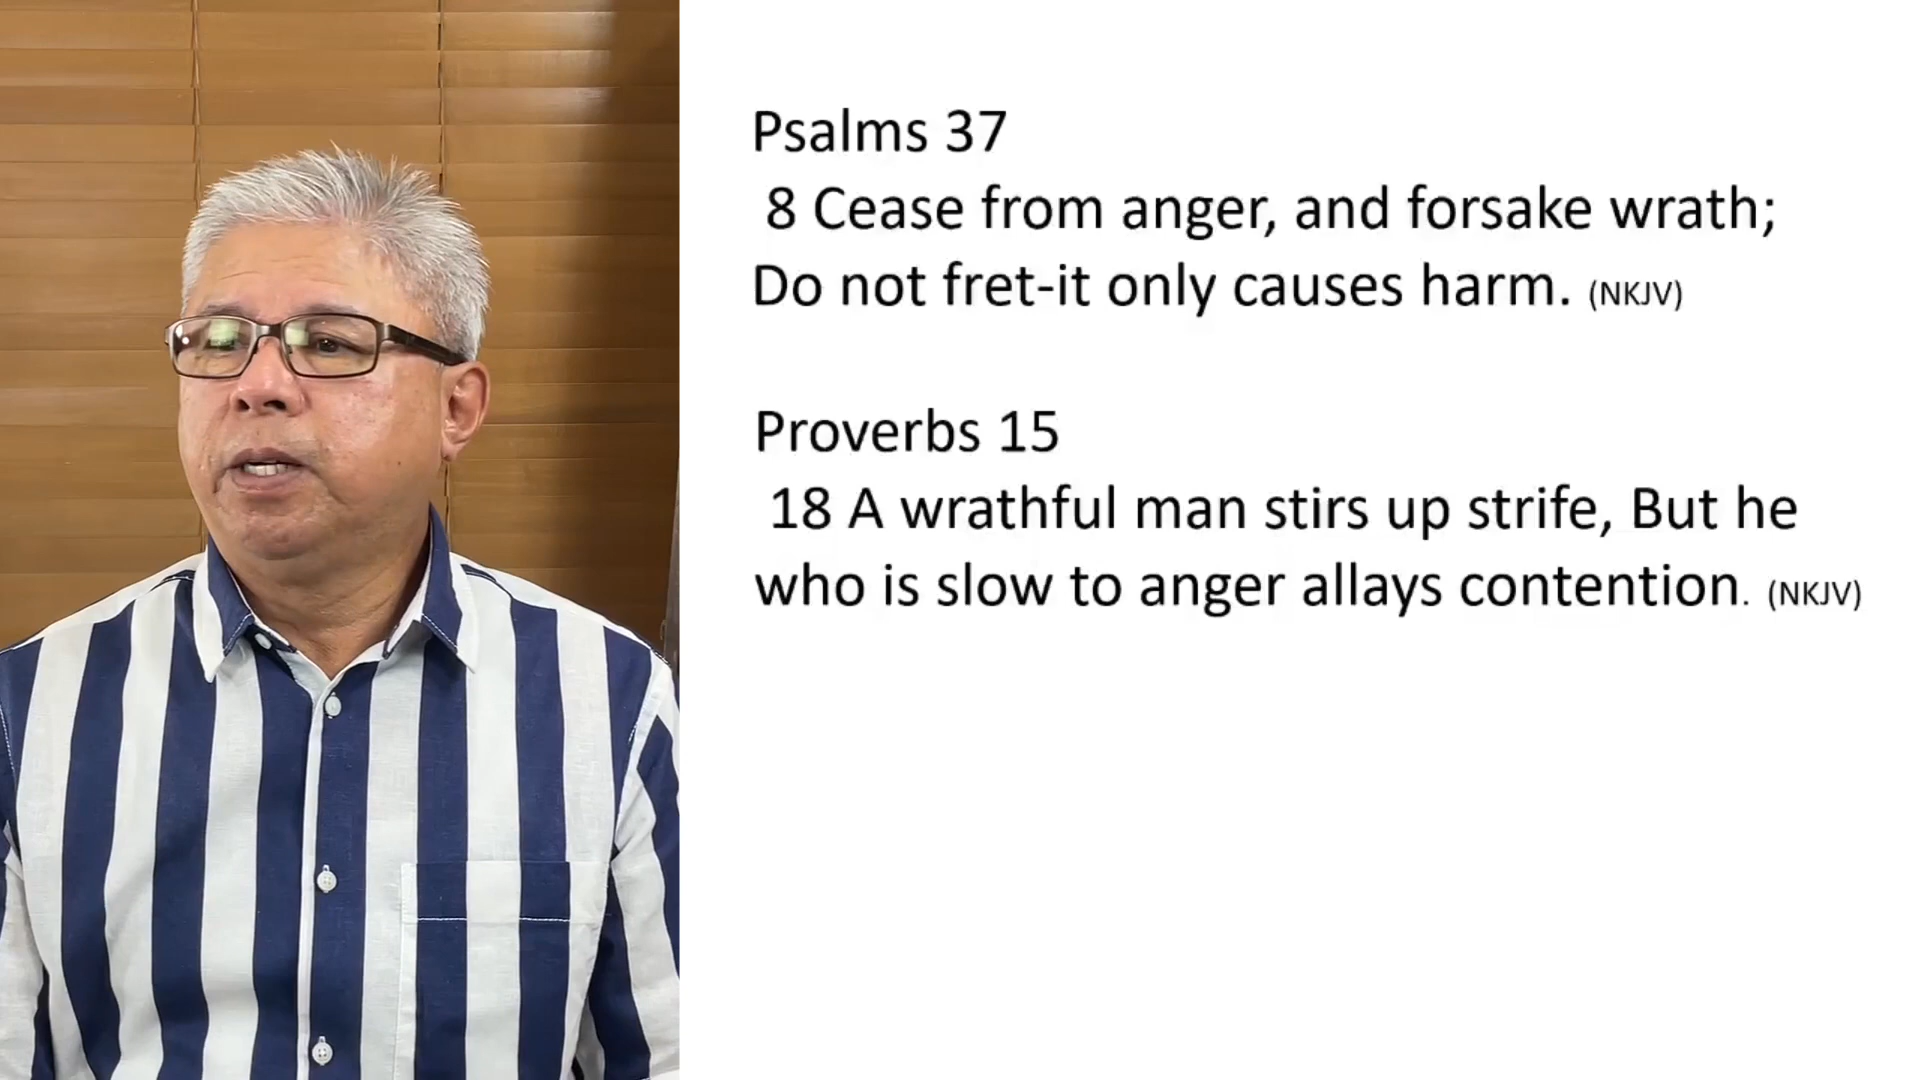 Psalms 37
8 Cease from anger, and forsake wrath;
Do not fret-it only causes harm. (NKJV)
Proverbs 15
18 A wrathful man stirs up strife, But he
who is slow to anger allays contention. (NKJV)